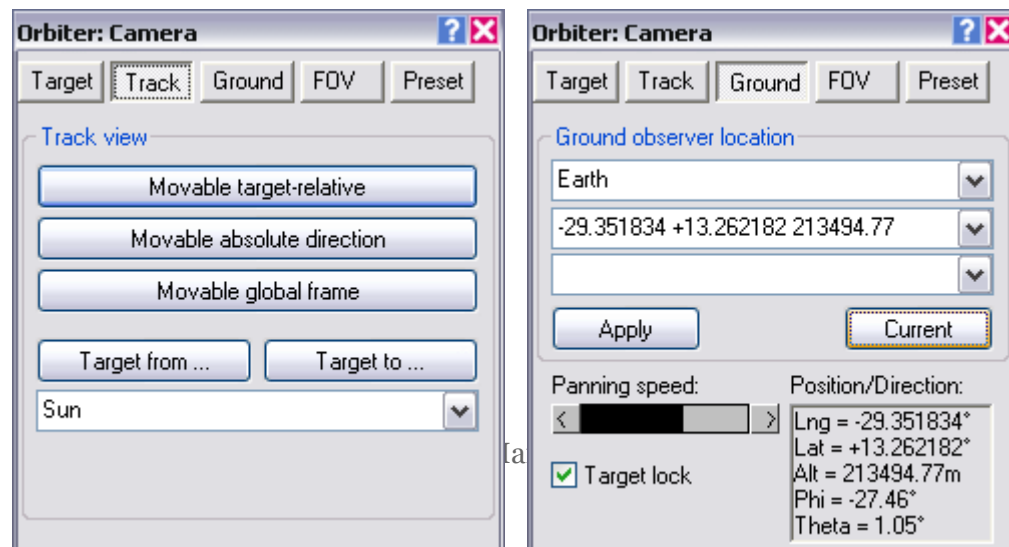 Orbiter: Camera
Target Track Ground FOV Preset
Track view
Movable target-relative
Movable absolute direction
Movable global frame
Target from ... Target to ...
Sun
Orbiter: Camera
Target Track Ground FOV Preset
Ground observer location
Earth
-29.351834 +13.262182 213494.77
Apply Current
Panning speed:
Target lock
Position/Direction:
Lng = -29.351834°
Lat = +13.262182°
Alt = 213494.77m
Phi = -27.46°
Theta = 1.05°